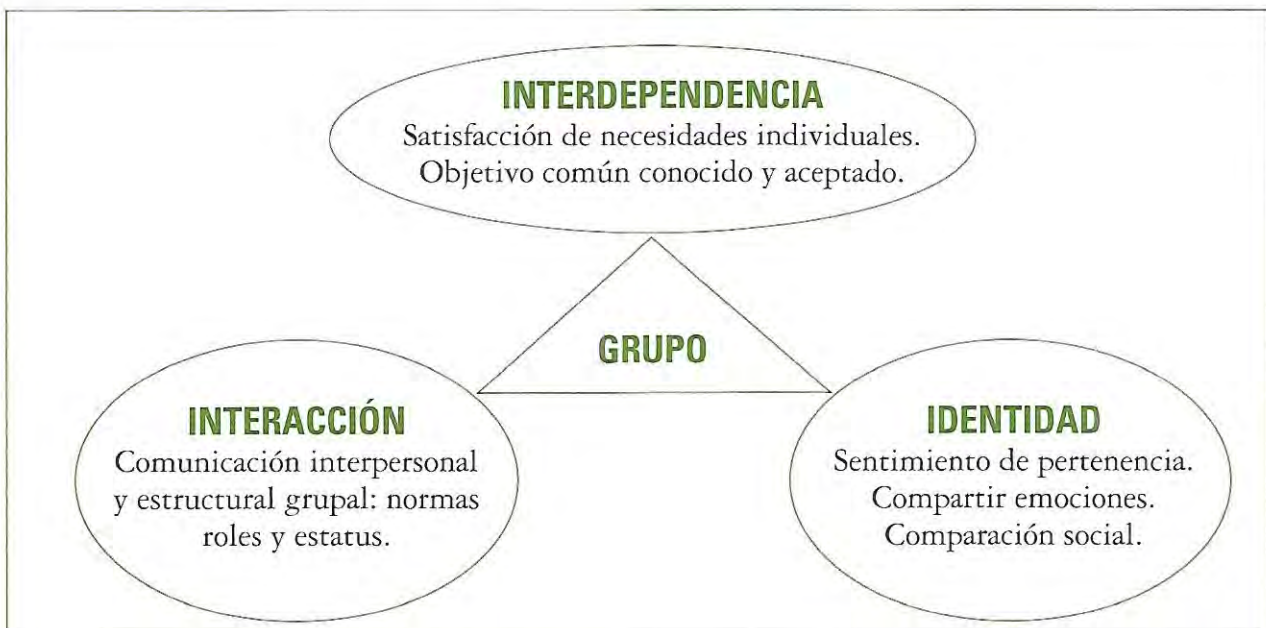 INTERDEPENDENCIA
Satisfacción de necesidades individuales.
Objetivo común conocido y aceptado.
GRUPO
INTERACCIÓN
Comunicación interpersonal
y estructural grupal: normas
roles y estatus.
IDENTIDAD
Sentimiento de pertenencia.
Compartir emociones.
Comparación social.